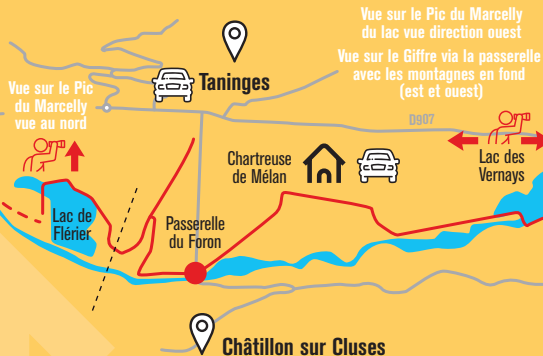 Vue sur le Pic du Marcelly
du lac vue direction ouest
Vue sur le Giffre via la passerelle
avec les montagnes en fond
(est et ouest)
Taninges
Vue sur le Pic
du Marcelly
vue au nord
D907
Chartreuse
de Mélan
Lac des
Vernays
Lac de
Flérier
Passerelle
du Foron
Châtillon sur Cluses